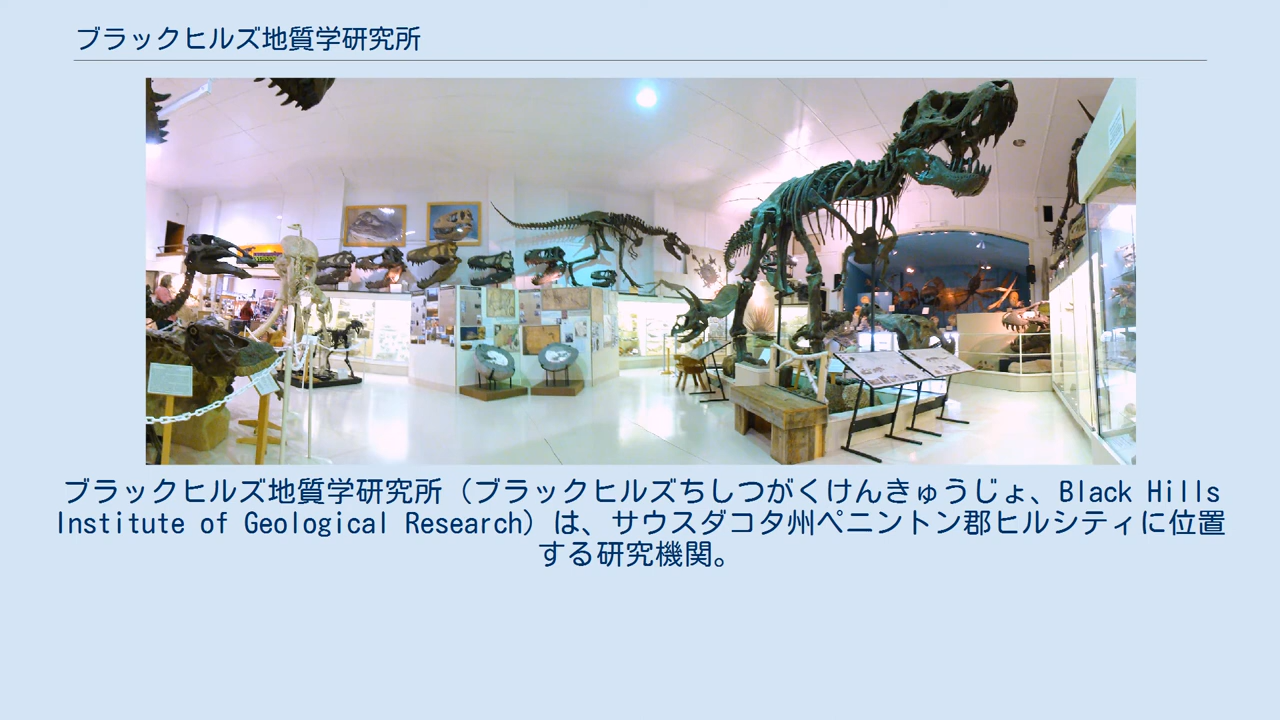 ブラックヒルズ地質学研究所
ブラックヒルズ地質学研究所（ブラックヒルズちしつがくけんきゅうじょ、Black Hills
Institute of Geological Research）は、サウスダコタ州ペニントン郡ヒルシティに位置
する研究機関。